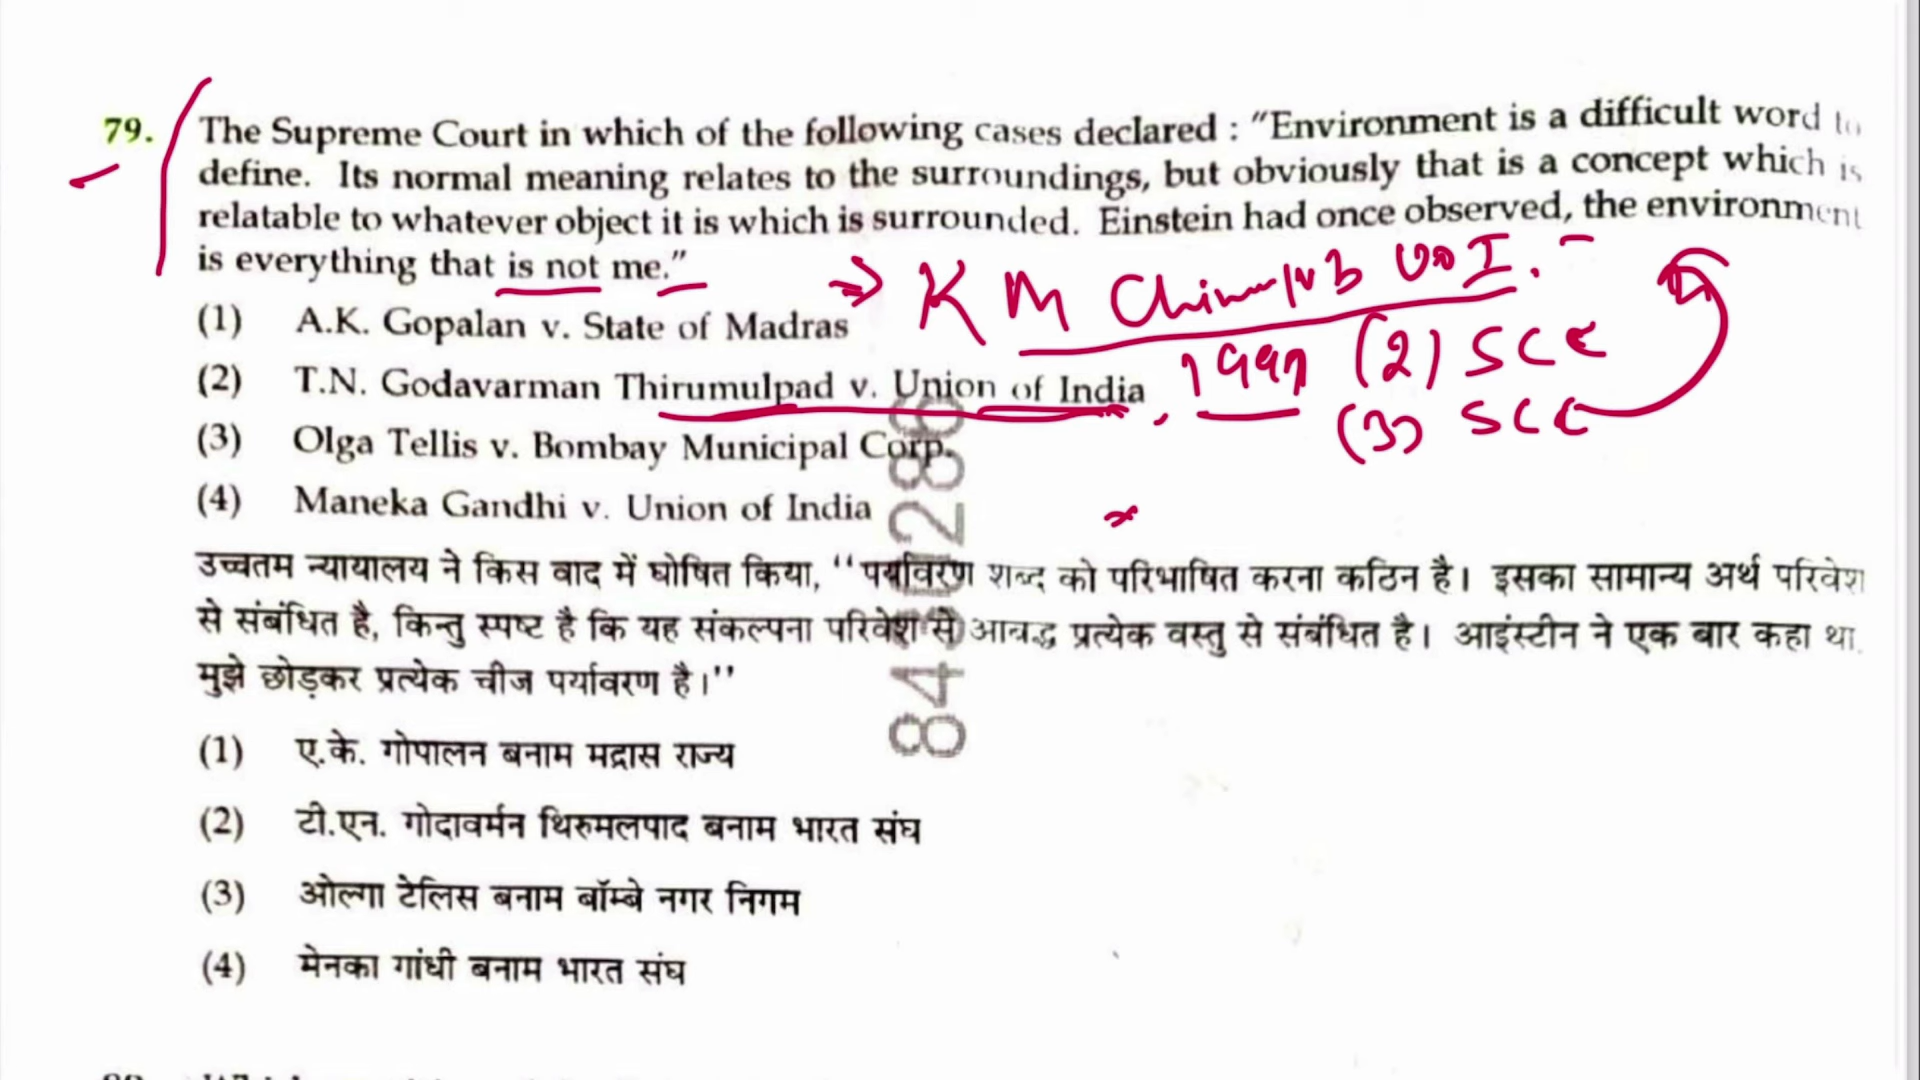 79. The Supreme Court in which of the following cases declared : "Environment is a difficult word to
define. Its normal meaning relates to the surroundings, but obviously that is a concept which is
relatable to whatever object it is which is surrounded. Einstein had once observed, the environment
is everything that is not me."
⇒ K M Chinnappa v UOI.
(1) A.K. Gopalan v. State of Madras
(2) T.N. Godavarman Thirumulpad v. Union of India
1997 (2) SCC
(3) SCC
(3) Olga Tellis v. Bombay Municipal Corp.
(4) Maneka Gandhi v. Union of India
उच्चतम न्यायालय ने किस वाद में घोषित किया, ‘‘पर्यावरण शब्द को परिभाषित करना कठिन है। इसका सामान्य अर्थ परिवेश
से संबंधित है, किन्तु स्पष्ट है कि यह संकल्पना परिवेश से आबद्ध प्रत्येक वस्तु से संबंधित है। आइंस्टीन ने एक बार कहा था,
मुझे छोड़कर प्रत्येक चीज पर्यावरण है।’’
(1) ए.के. गोपालन बनाम मद्रास राज्य
(2) टी.एन. गोदावर्मन थिरुमलपाद बनाम भारत संघ
(3) ओल्गा टेलिस बनाम बॉम्बे नगर निगम
(4) मेनका गांधी बनाम भारत संघ